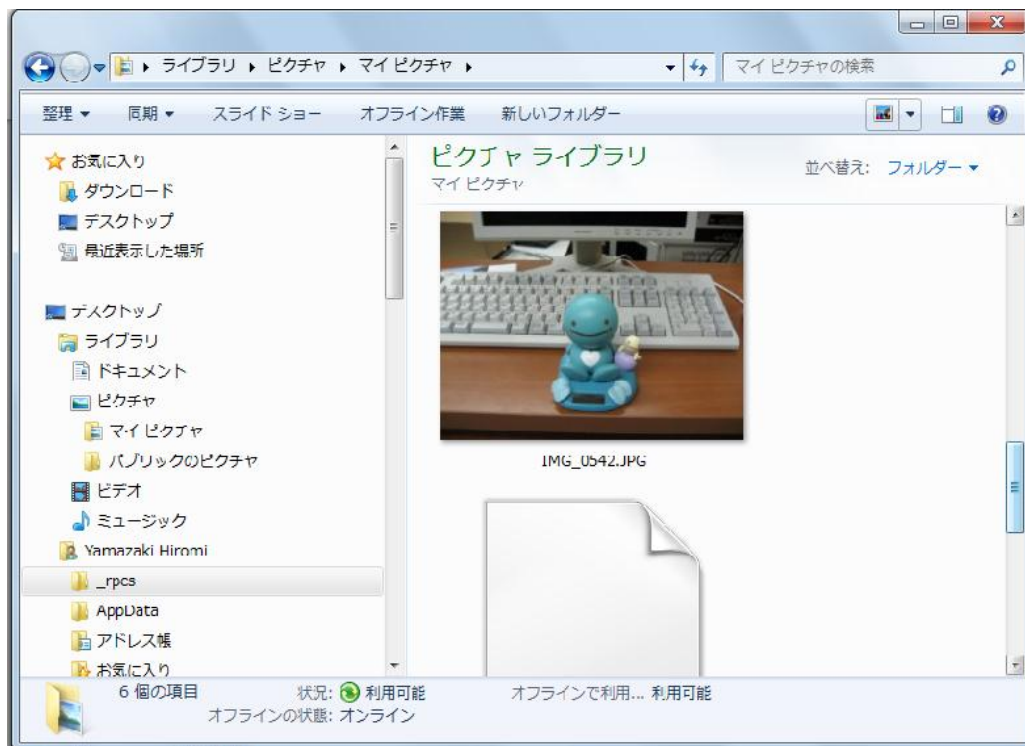 ライブラリ ▸ ピクチャ ▸ マイ ピクチャ ▸
マイ ピクチャの検索
整理 ▼ 同期 ▼ スライド ショー オフライン作業 新しいフォルダー
お気に入り
ダウンロード
デスクトップ
最近表示した場所
デスクトップ
ライブラリ
ドキュメント
ピクチャ
マイ ピクチャ
パブリックのピクチャ
ビデオ
ミュージック
Yamazaki Hiromi
_rpcs
AppData
アドレス帳
お気に入り
ピクチャ ライブラリ
マイ ピクチャ
並べ替え: フォルダー ▼
IMG_0542.JPG
6 個の項目 状況: 利用可能 オフラインで利用... 利用可能
オフラインの状態: オンライン